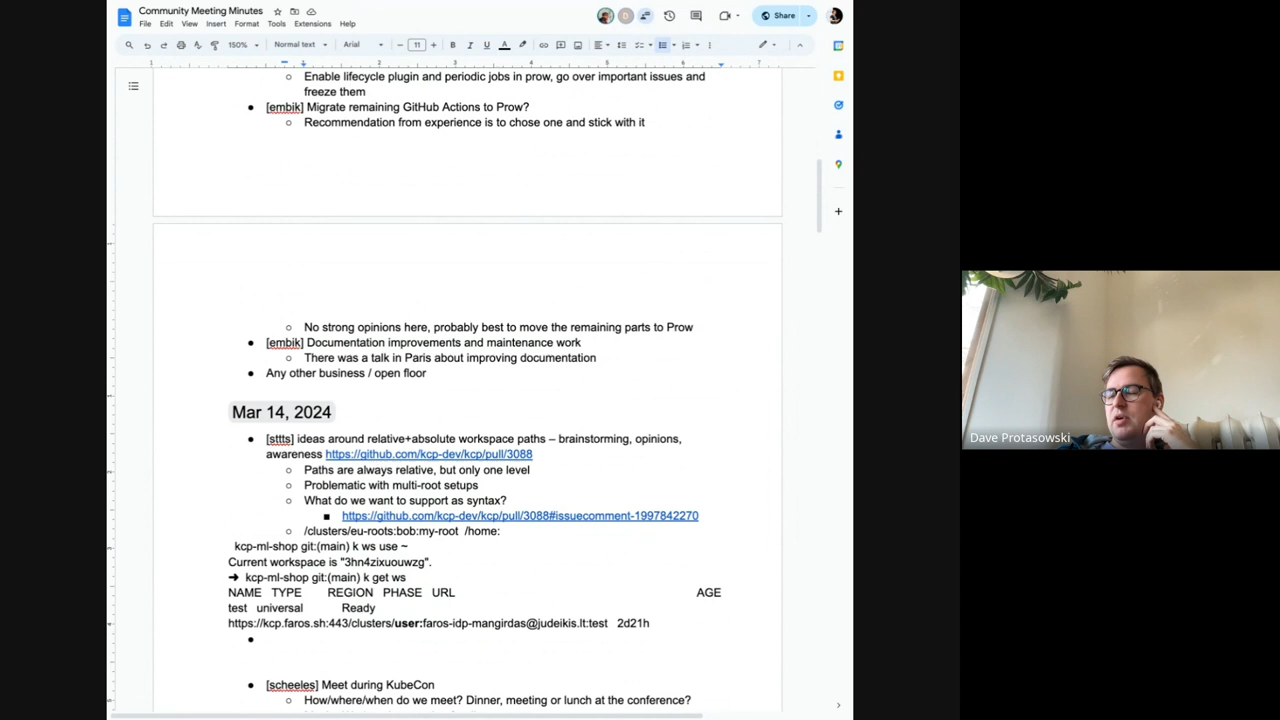 Community Meeting Minutes
File Edit View Insert Format Tools Extensions Help
D
Share
150% Normal text Arial 11 B I U A
1 1 2 3 4 5 6 7
Enable lifecycle plugin and periodic jobs in prow, go over important issues and
freeze them
[embik] Migrate remaining GitHub Actions to Prow?
Recommendation from experience is to chose one and stick with it
No strong opinions here, probably best to move the remaining parts to Prow
[embik] Documentation improvements and maintenance work
There was a talk in Paris about improving documentation
Any other business / open floor
Mar 14, 2024
[sttts] ideas around relative+absolute workspace paths – brainstorming, opinions,
awareness https://github.com/kcp-dev/kcp/pull/3088
Paths are always relative, but only one level
Problematic with multi-root setups
What do we want to support as syntax?
https://github.com/kcp-dev/kcp/pull/3088#issuecomment-1997842270
/clusters/eu-roots:bob:my-root /home:
kcp-ml-shop git:(main) k ws use ~
Current workspace is "3hn4zixuouwzg".
➜ kcp-ml-shop git:(main) k get ws
NAME TYPE REGION PHASE URL AGE
test universal Ready
https://kcp.faros.sh:443/clusters/user:faros-idp-mangirdas@judeikis.lt:test 2d21h
[scheeles] Meet during KubeCon
How/where/when do we meet? Dinner, meeting or lunch at the conference?
Dave Protasowski